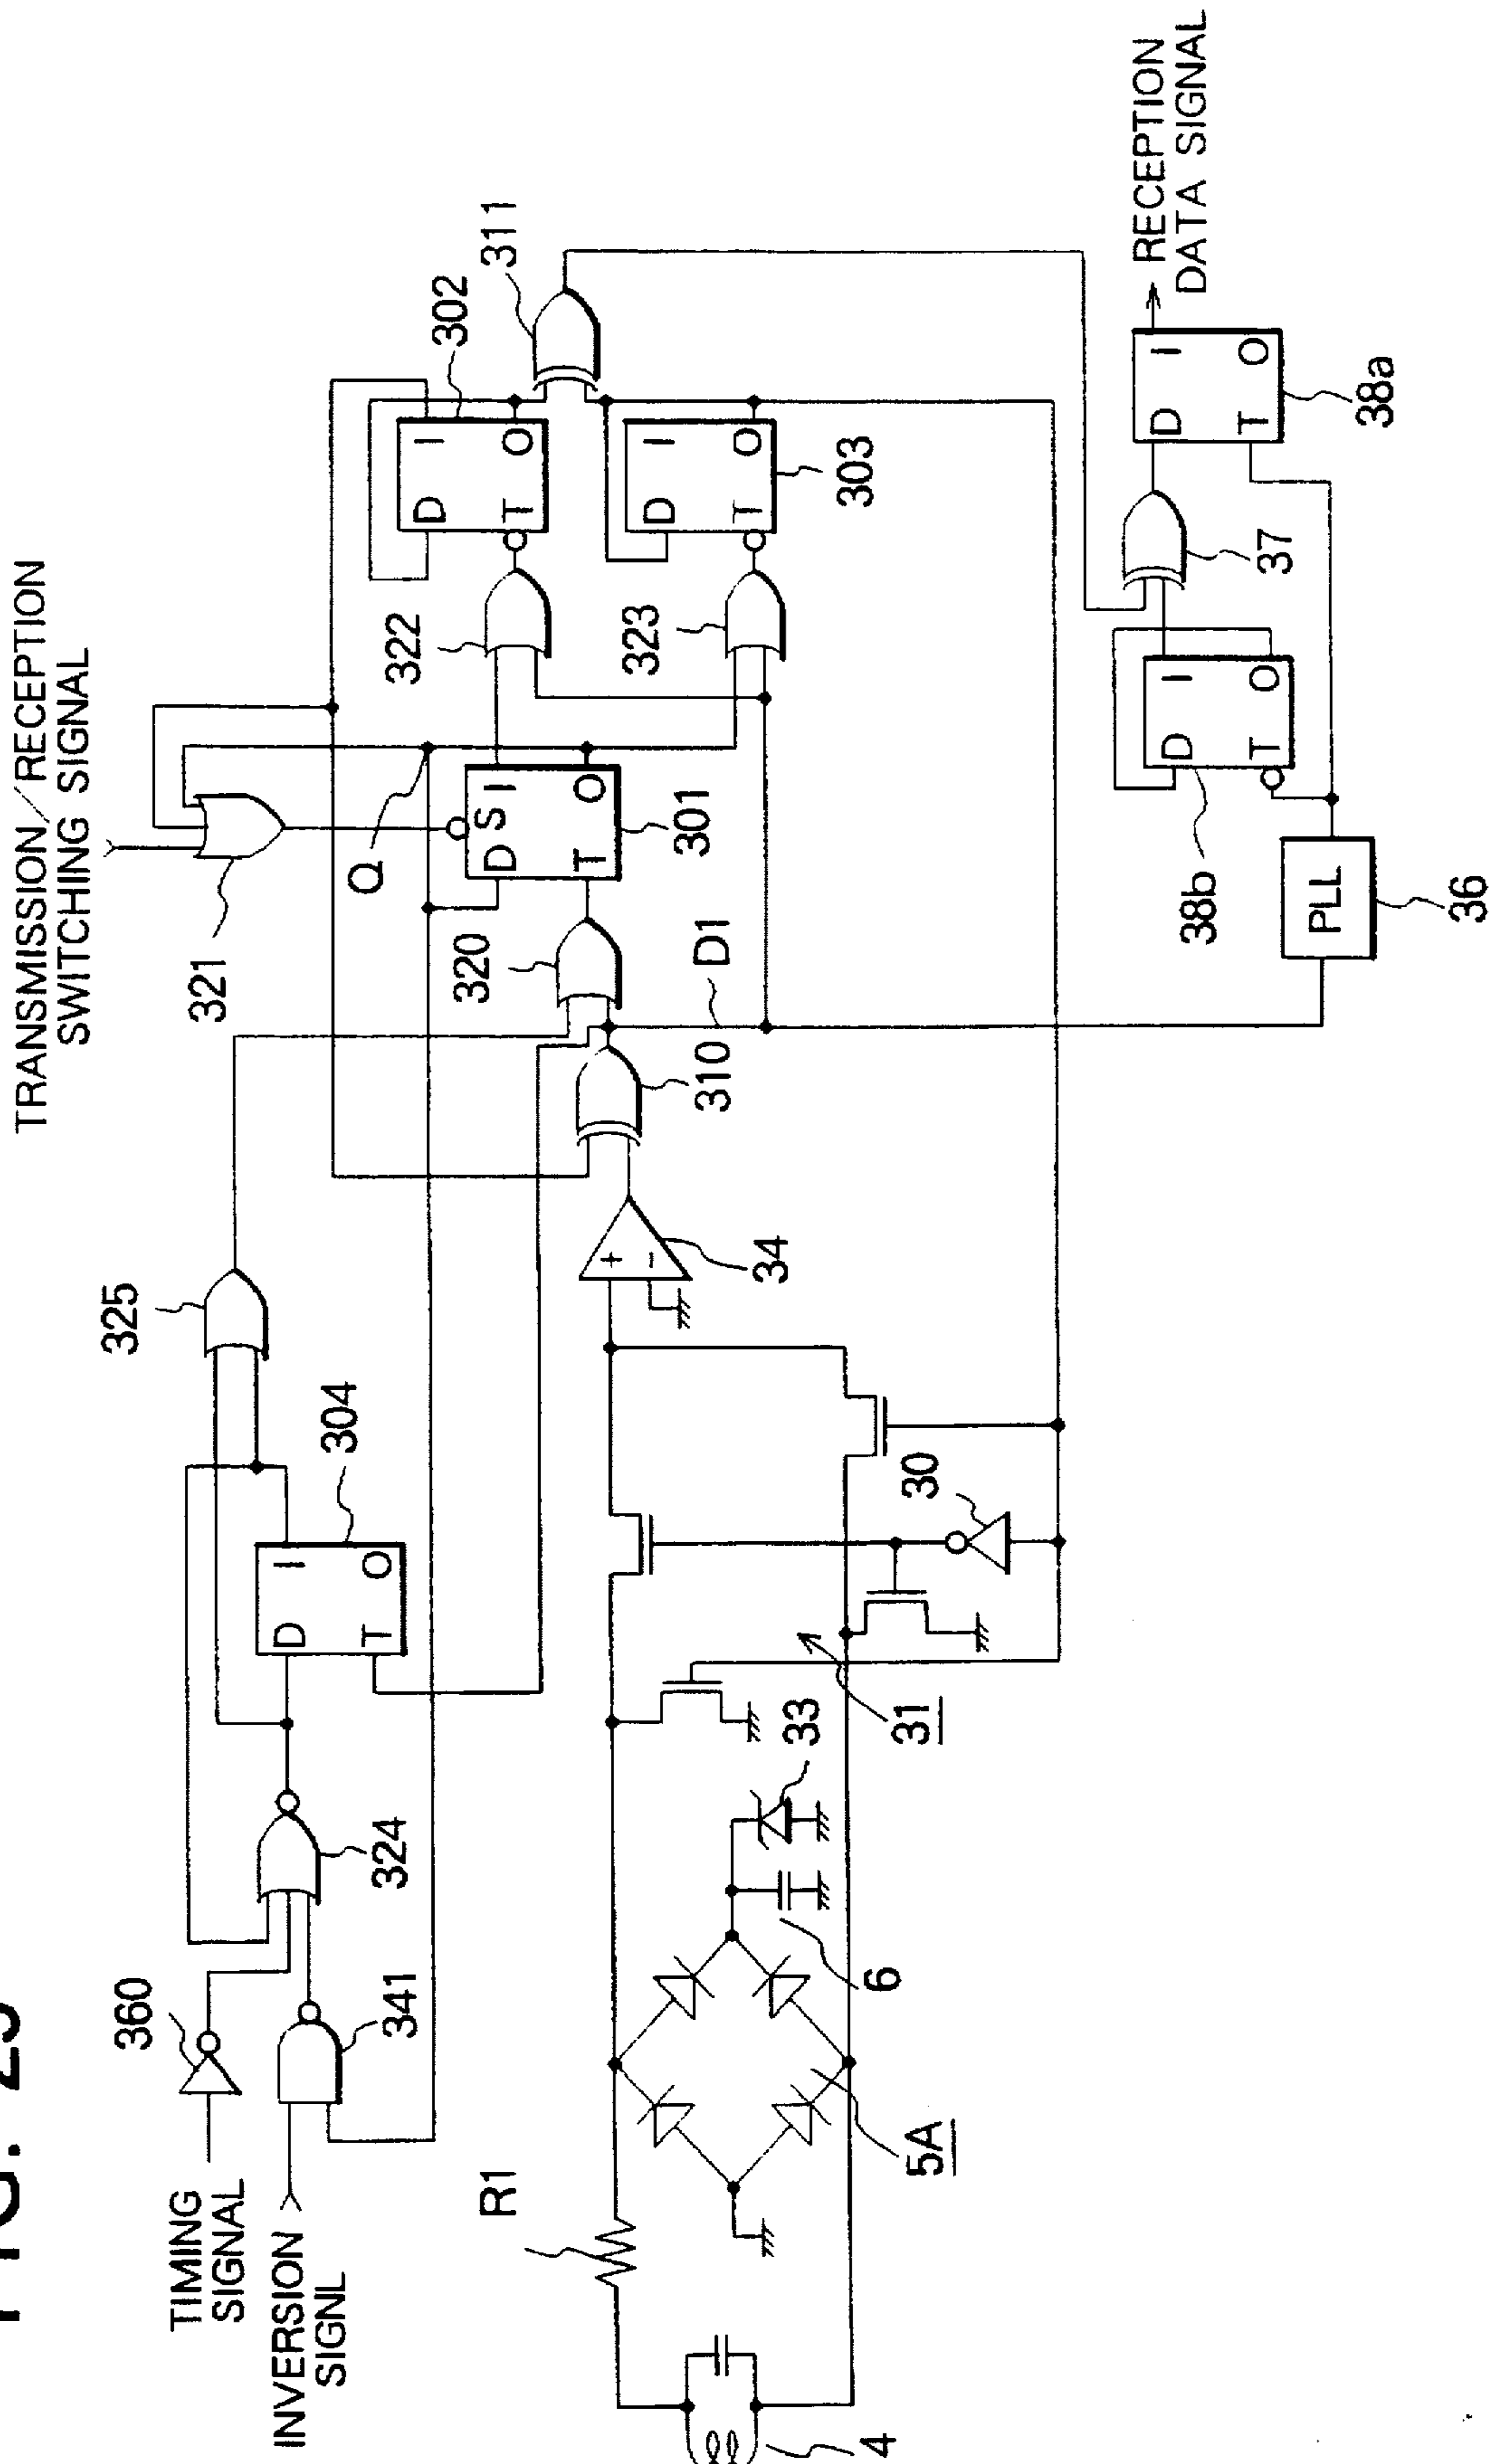 TRANSMISSION/RECEPTION
SWITCHING SIGNAL
TIMING
SIGNAL
INVERSION
SIGNL
360
341
324
D I
T O
304
325
321
Q
D S I
T O
301
320
322
D I
T O
302
311
323
D I
T O
303
310
D1
R1
4
5A
6
33
31
30
+
-
34
PLL
36
D I
T O
38b
37
D I
T O
38a
RECEPTION
DATA SIGNAL